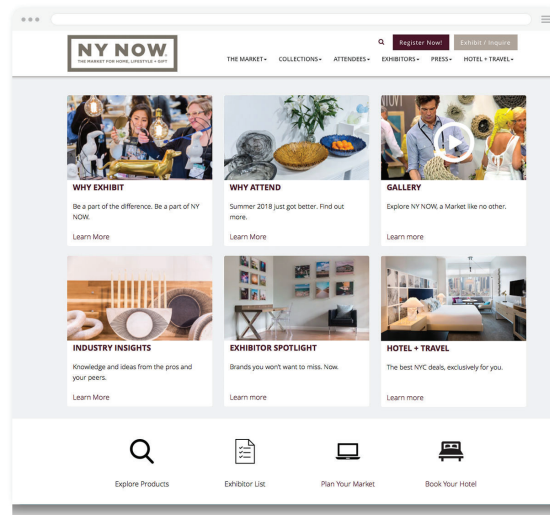 Register Now!
Exhibit / Inquire
NY NOW.
THE MARKET FOR HOME, LIFESTYLE + GIFT
THE MARKET
COLLECTIONS
ATTENDEES
EXHIBITORS
PRESS
HOTEL + TRAVEL
WHY EXHIBIT
Be a part of the difference. Be a part of NY
NOW.
Learn More
WHY ATTEND
Summer 2018 just got better. Find out
more.
Learn More
GALLERY
Explore NY NOW, a Market like no other.
Learn more
INDUSTRY INSIGHTS
Knowledge and ideas from the pros and
your peers.
Learn More
EXHIBITOR SPOTLIGHT
Brands you won't want to miss. Now.
Learn more
HOTEL + TRAVEL
The best NYC deals, exclusively for you.
Learn More
Explore Products
Exhibitor List
Plan Your Market
Book Your Hotel